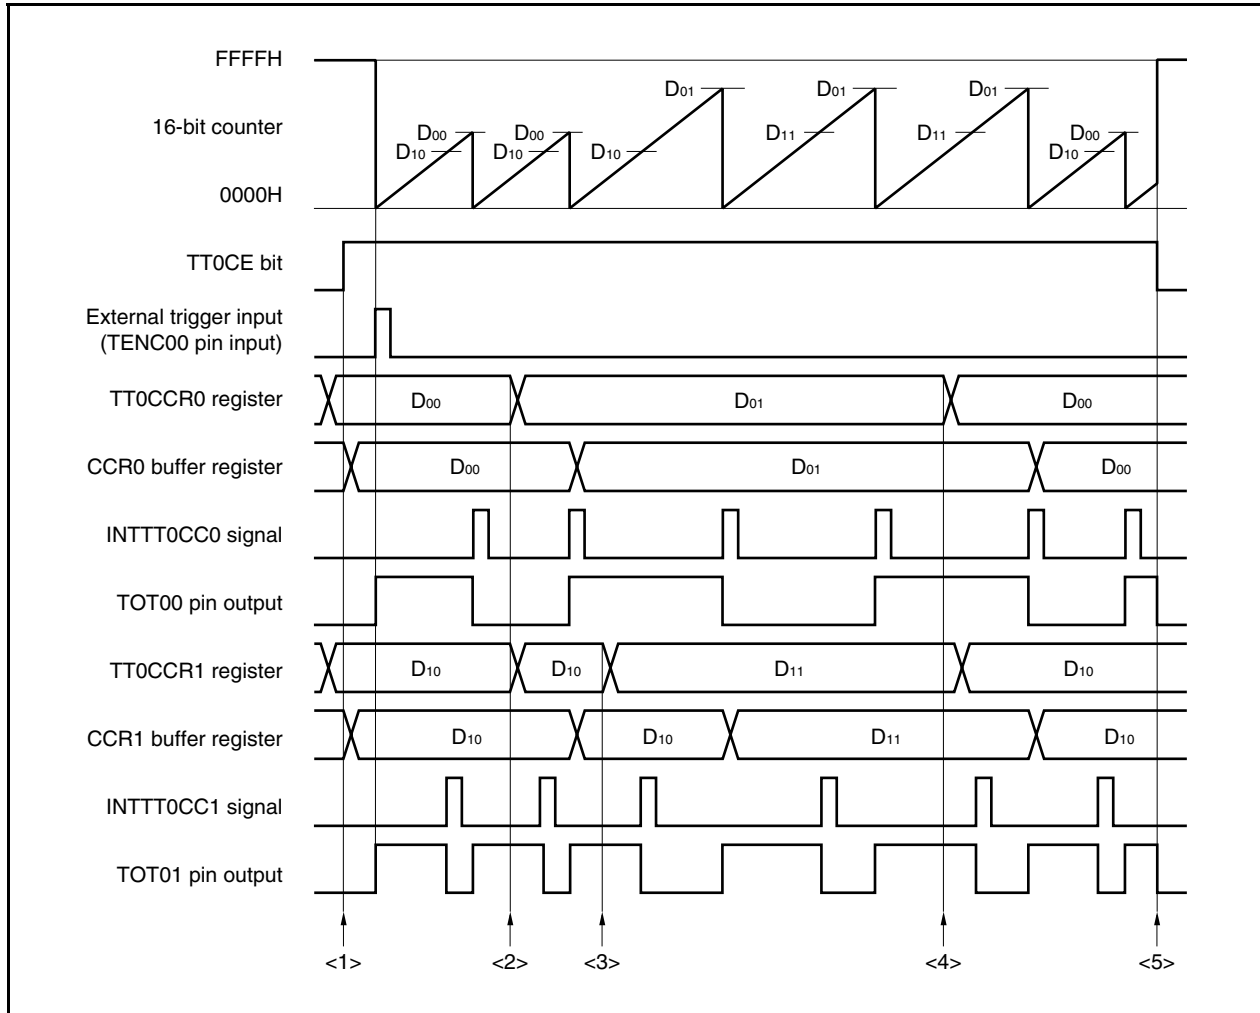 FFFFH
D01 D01 D01
16-bit counter
D00 D00 D11 D11 D00
D10 D10 D10 D10
0000H
TT0CE bit
External trigger input
(TENC00 pin input)
TT0CCR0 register D00 D01 D00
CCR0 buffer register D00 D01 D00
INTTT0CC0 signal
TOT00 pin output
TT0CCR1 register D10 D10 D11 D10
CCR1 buffer register D10 D10 D11 D10
INTTT0CC1 signal
TOT01 pin output
<1> <2> <3> <4> <5>